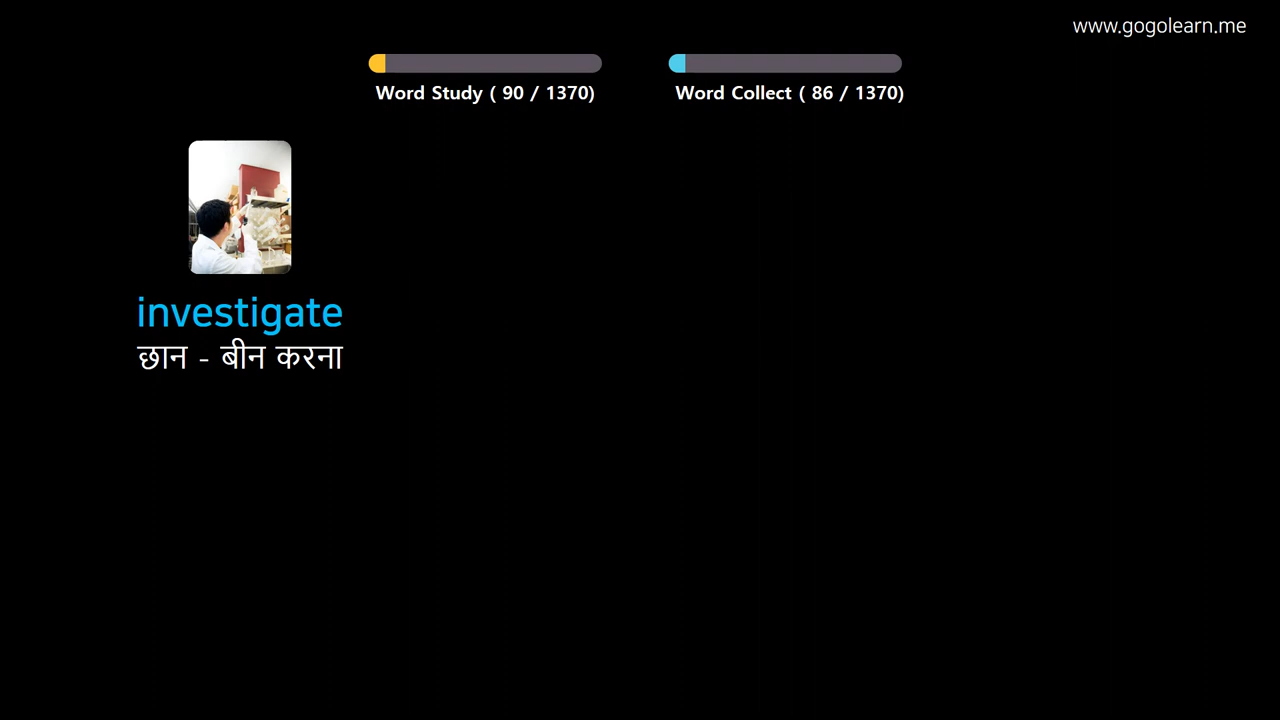 www.gogolearn.me
Word Study ( 90 / 1370)
Word Collect ( 86 / 1370)
investigate
छान - बीन करना